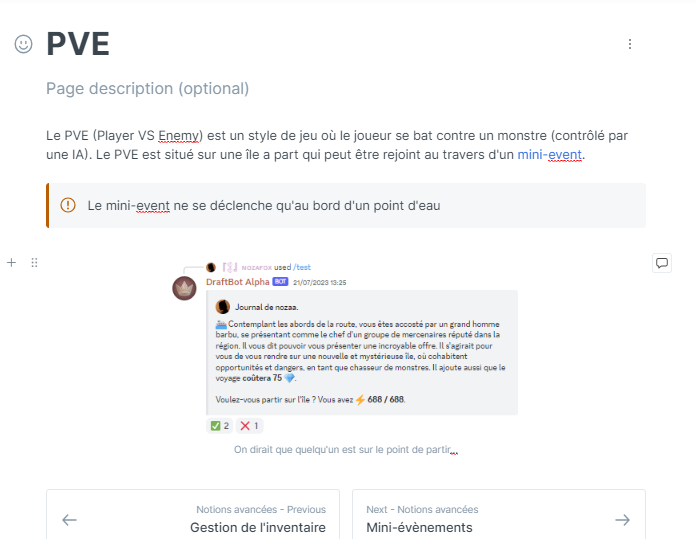 PVE
Page description (optional)
Le PVE (Player VS Enemy) est un style de jeu où le joueur se bat contre un monstre (contrôlé par
une IA). Le PVE est situé sur une île a part qui peut être rejoint au travers d'un mini-event.
Le mini-event ne se déclenche qu'au bord d'un point d'eau
NOZAFOX used /test
DraftBot Alpha BOT 21/07/2023 13:25
Journal de nozaa.
Contemplant les abords de la route, vous êtes accosté par un grand homme
barbu, se présentant comme le chef d'un groupe de mercenaires réputé dans la
région. Il vous dit pouvoir vous présenter une incroyable offre. Il s'agirait pour
vous de vous rendre sur une nouvelle et mystérieuse île, où cohabitent
opportunités et dangers, en tant que chasseur de monstres. Il ajoute aussi que le
voyage coûtera 75 💎.
Voulez-vous partir sur l'île ? Vous avez ⚡ 688 / 688.
✅ 2 ❌ 1
On dirait que quelqu'un est sur le point de partir...
Notions avancées - Previous
Gestion de l'inventaire
Next - Notions avancées
Mini-évènements